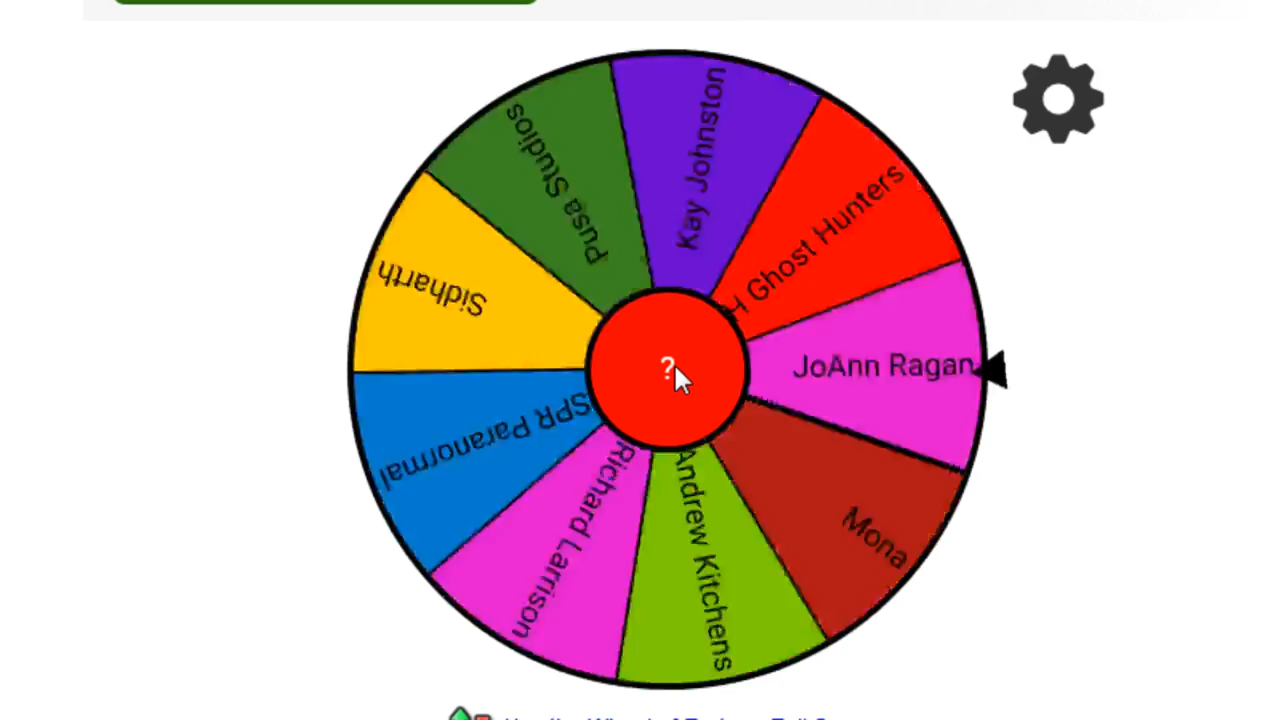 Kay Johnston
H Ghost Hunters
JoAnn Ragan
Mona
Andrew Kitchens
Richard Larrison
SPR Paranormal
Sidharth
Pusa Studios
?